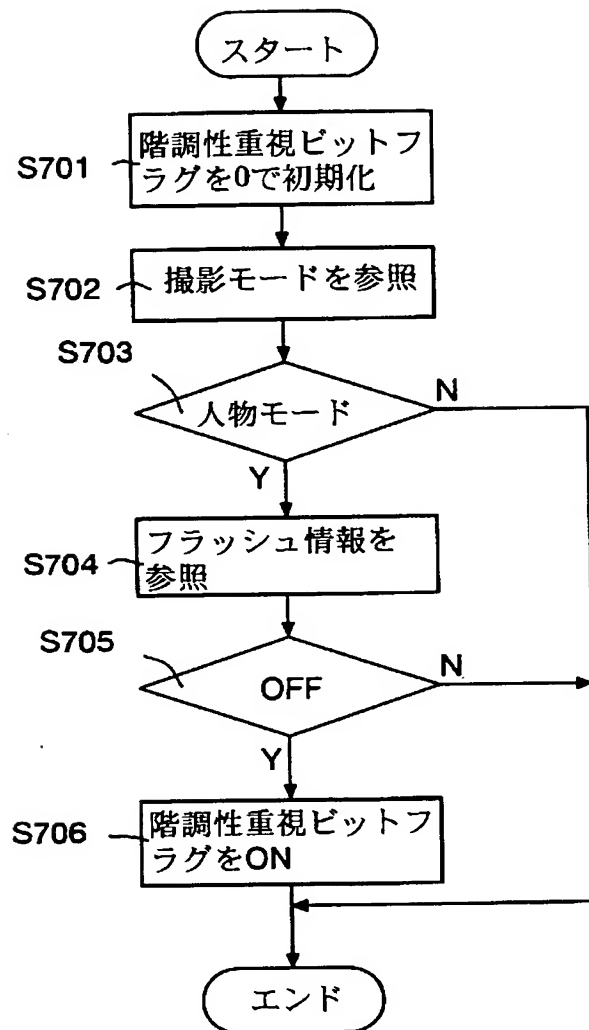 スタート
S701
階調性重視ビットフ
ラグを0で初期化
S702
撮影モードを参照
S703
人物モード
N
Y
S704
フラッシュ情報を
参照
S705
OFF
N
Y
S706
階調性重視ビットフ
ラグをON
エンド